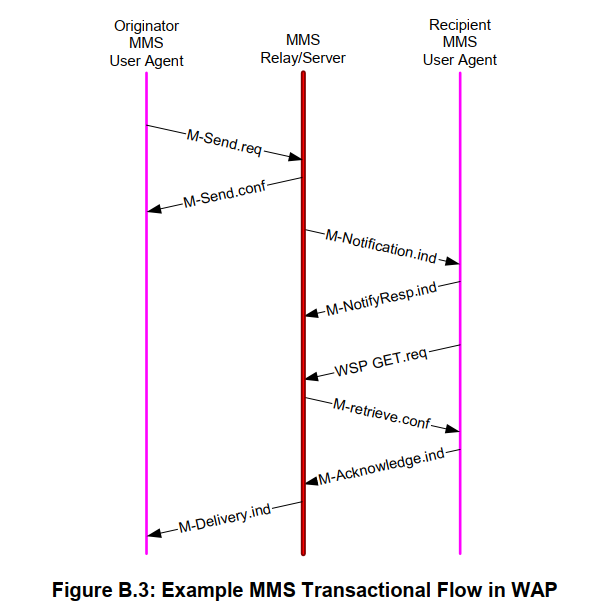 Originator
MMS
User Agent
MMS
Relay/Server
Recipient
MMS
User Agent
M-Send.req
M-Send.conf
M-Notification.ind
M-NotifyResp.ind
WSP GET.req
M-retrieve.conf
M-Acknowledge.ind
M-Delivery.ind
Figure B.3: Example MMS Transactional Flow in WAP